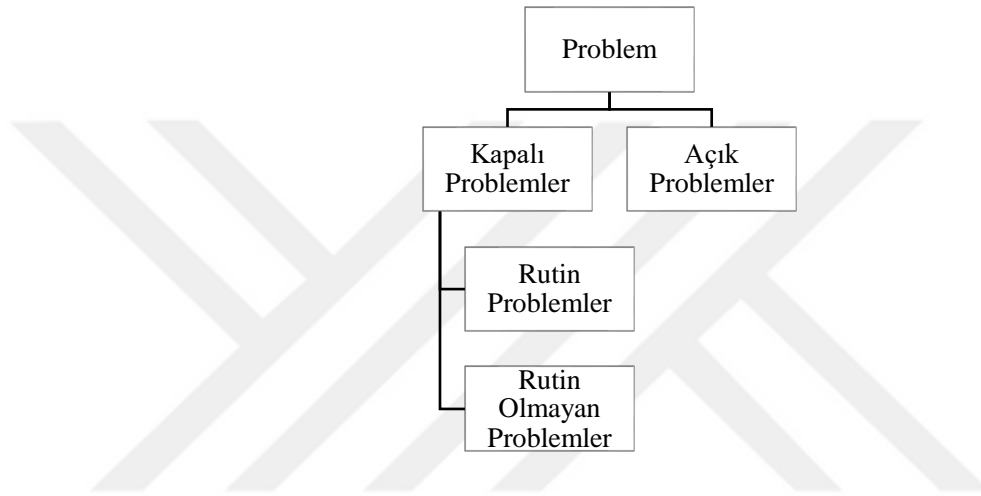 Problem
Kapalı
Problemler
Açık
Problemler
Rutin
Problemler
Rutin
Olmayan
Problemler